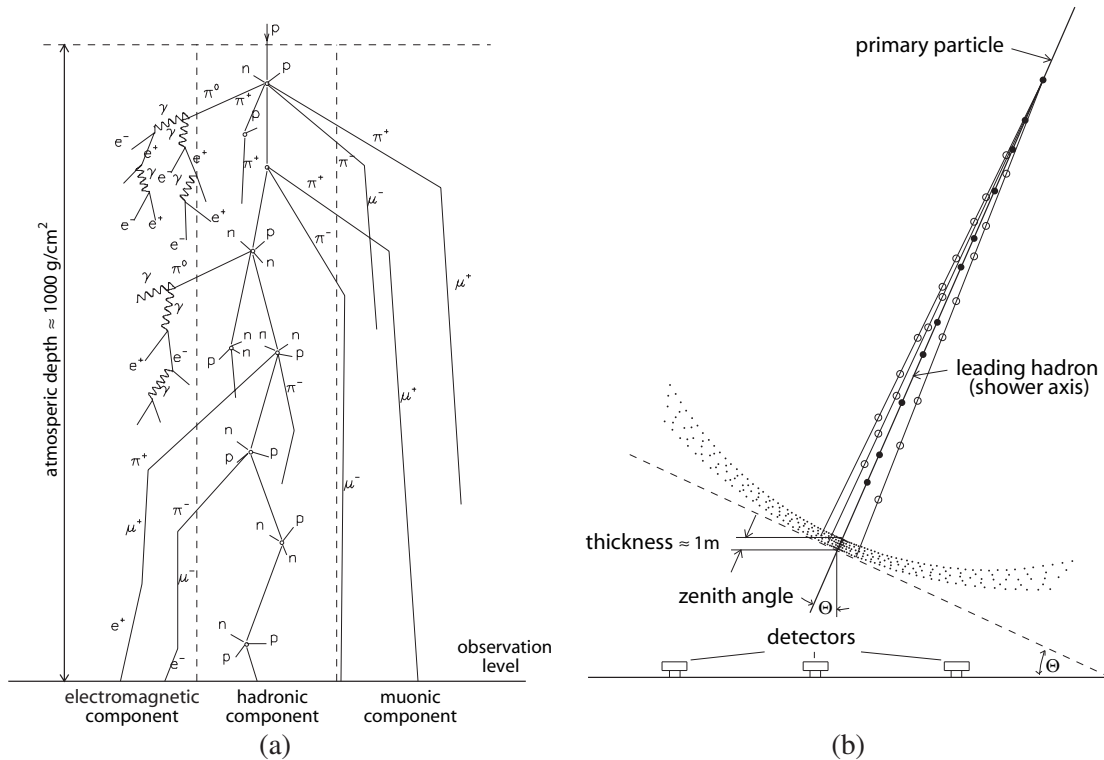 p
n
p
π⁰
π⁺
π⁺
γ
p
e⁻
e⁺
γ
e⁺
π⁺
π⁻
π⁺
γ
e⁻
μ⁻
e⁻
e⁺
e⁺
e⁻
π⁻
n
p
n
γ
π⁰
γ
μ⁺
atmosperic depth ≈ 1000 g/cm²
n
n
p
n
n
p
e⁺
e⁻
γ
π⁻
μ⁺
n
p
p
π⁺
μ⁻
π⁻
μ⁺
n
p
n
μ⁻
e⁺
n
p
p
e⁻
observation
level
electromagnetic
component
hadronic
component
muonic
component
(a)
primary particle
leading hadron
(shower axis)
thickness ≈ 1m
zenith angle
Θ
detectors
Θ
(b)